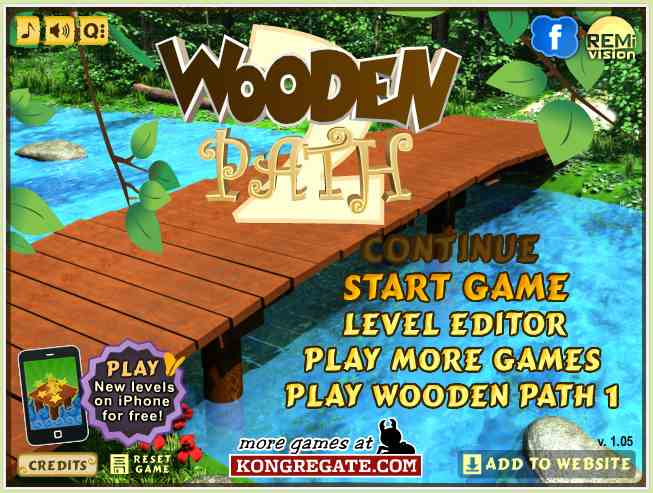 Q:
f
REMi
vision
WOODEN
PATH
2
CONTINUE
START GAME
LEVEL EDITOR
PLAY MORE GAMES
PLAY WOODEN PATH 1
PLAY
New levels
on iPhone
for free!
more games at
KONGREGATE.COM
v. 1.05
CREDITS
RESET
GAME
ADD TO WEBSITE